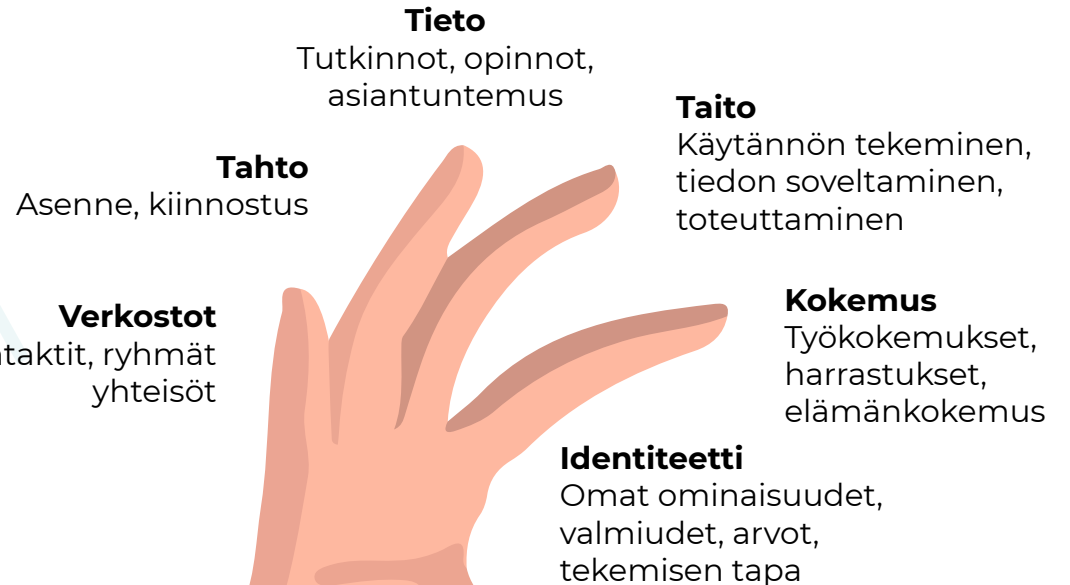 Tieto
Tutkinnot, opinnot,
asiantuntemus
Taito
Käytännön tekeminen,
tiedon soveltaminen,
toteuttaminen
Tahto
Asenne, kiinnostus
Kokemus
Työkokemukset,
harrastukset,
elämänkokemus
Verkostot
ryhmät
yhteisöt
Identiteetti
Omat ominaisuudet,
valmiudet, arvot,
tekemisen tapa